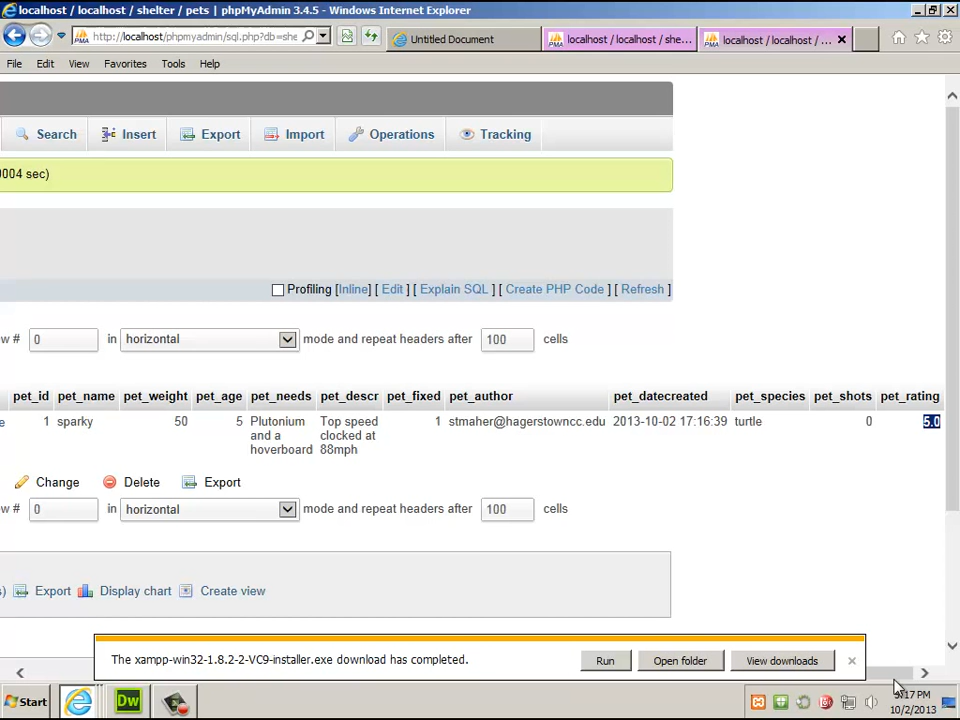 localhost / localhost / shelter / pets | phpMyAdmin 3.4.5 - Windows Internet Explorer
http://localhost/phpmyadmin/sql.php?db=she
Untitled Document
localhost / localhost / she...
localhost / localhost / ...
File Edit View Favorites Tools Help
Search Insert Export Import Operations Tracking
0004 sec)
Profiling [Inline] [ Edit ] [ Explain SQL ] [ Create PHP Code ] [ Refresh ]
w # 0 in horizontal mode and repeat headers after 100 cells
pet_id pet_name pet_weight pet_age pet_needs pet_descr pet_fixed pet_author pet_datecreated pet_species pet_shots pet_rating
e 1 sparky 50 5 Plutonium Top speed 1 stmaher@hagerstowncc.edu 2013-10-02 17:16:39 turtle 0 5.0
and a clocked at
hoverboard 88mph
Change Delete Export
w # 0 in horizontal mode and repeat headers after 100 cells
s) Export Display chart Create view
The xampp-win32-1.8.2-2-VC9-installer.exe download has completed. Run Open folder View downloads
Start Dw
:17 PM
10/2/2013